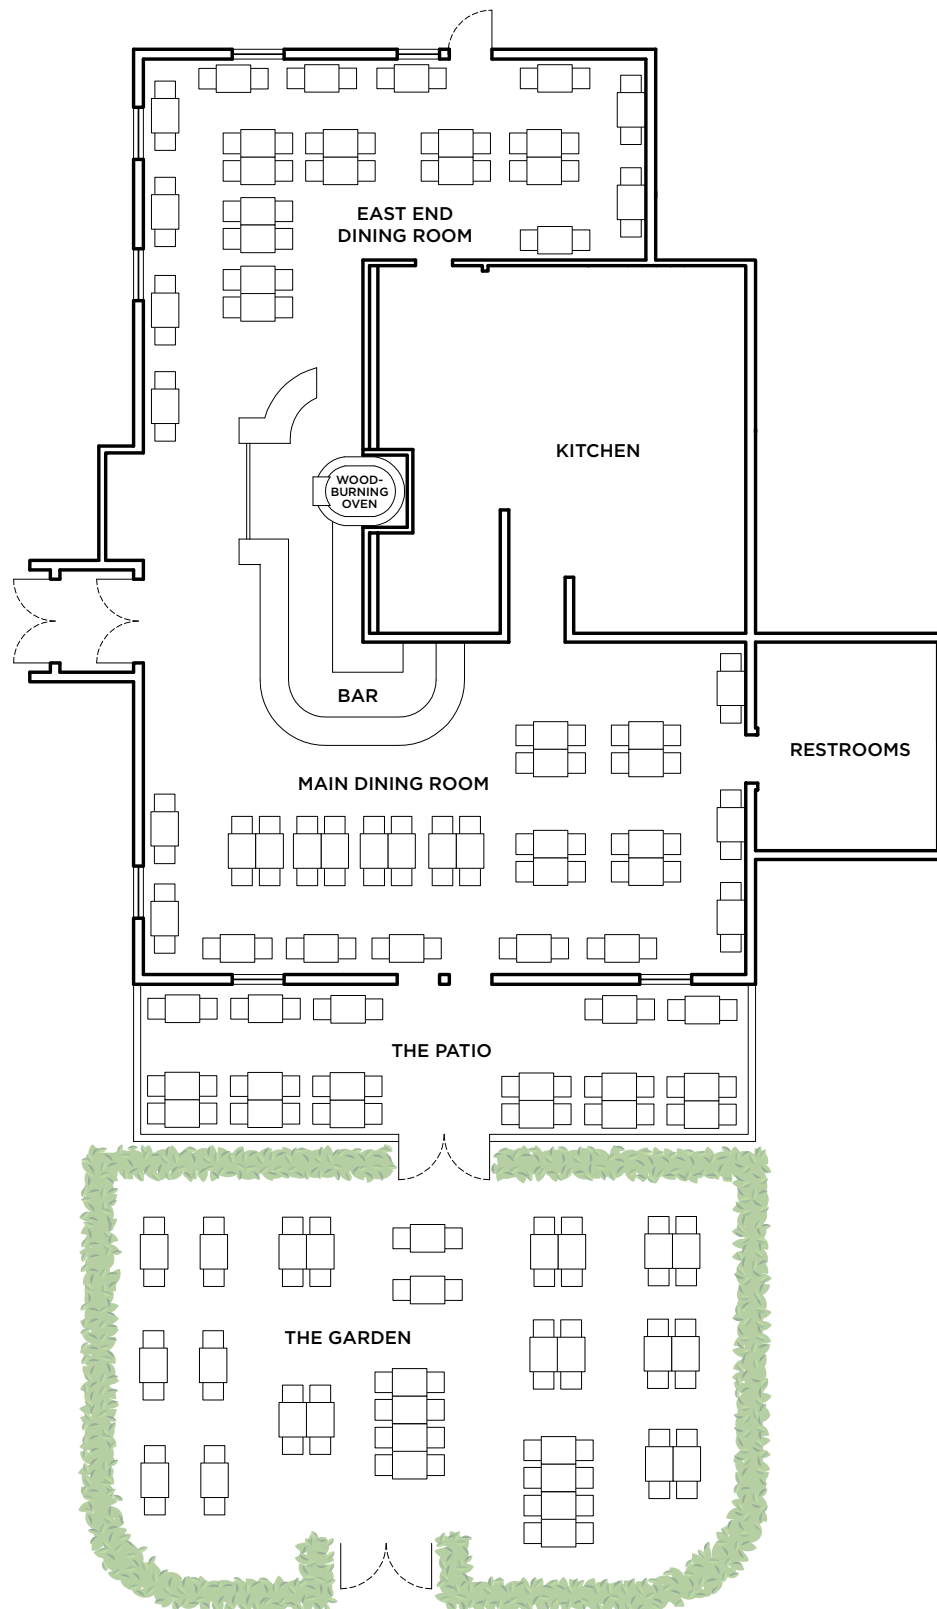 EAST END
DINING ROOM
KITCHEN
WOOD-
BURNING
OVEN
BAR
RESTROOMS
MAIN DINING ROOM
THE PATIO
THE GARDEN